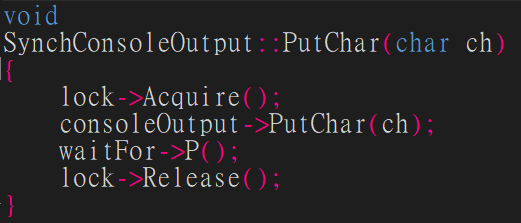 void
SynchConsoleOutput::PutChar(char ch)
{
    lock->Acquire();
    consoleOutput->PutChar(ch);
    waitFor->P();
    lock->Release();
}